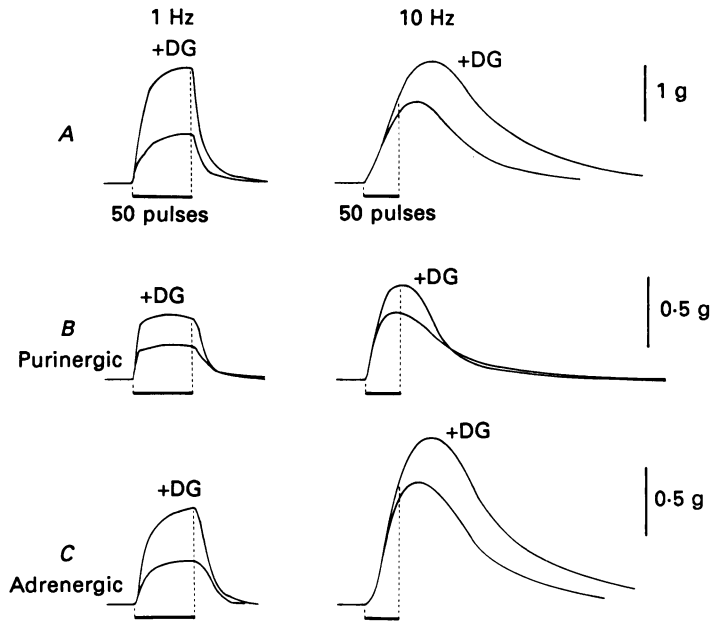 1 Hz
10 Hz
+DG
+DG
A
1 g
50 pulses
50 pulses
+DG
+DG
B
Purinergic
0·5 g
+DG
+DG
C
Adrenergic
0·5 g